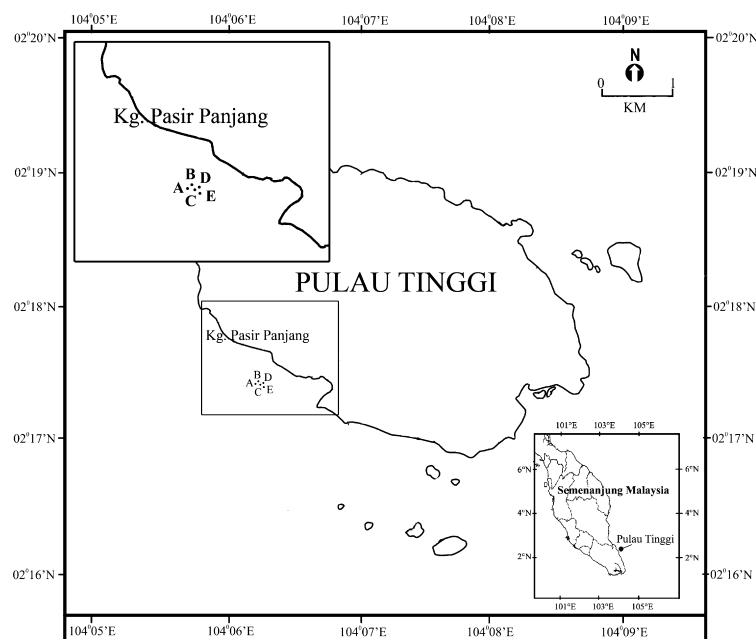 104°05’E 104°06’E 104°07’E 104°08’E 104°09’E
02°20’N 02°20’N
N
0 1
KM
Kg. Pasir Panjang
02°19’N 02°19’N
B D
A E
C
PULAU TINGGI
02°18’N 02°18’N
Kg. Pasir Panjang
B D
A E
C
02°17’N 02°17’N
101°E 103°E 105°E
6°N 6°N
Semenanjung Malaysia
4°N 4°N
Pulau Tinggi
2°N 2°N
101°E 103°E 105°E
02°16’N 02°16’N
104°05’E 104°06’E 104°07’E 104°08’E 104°09’E